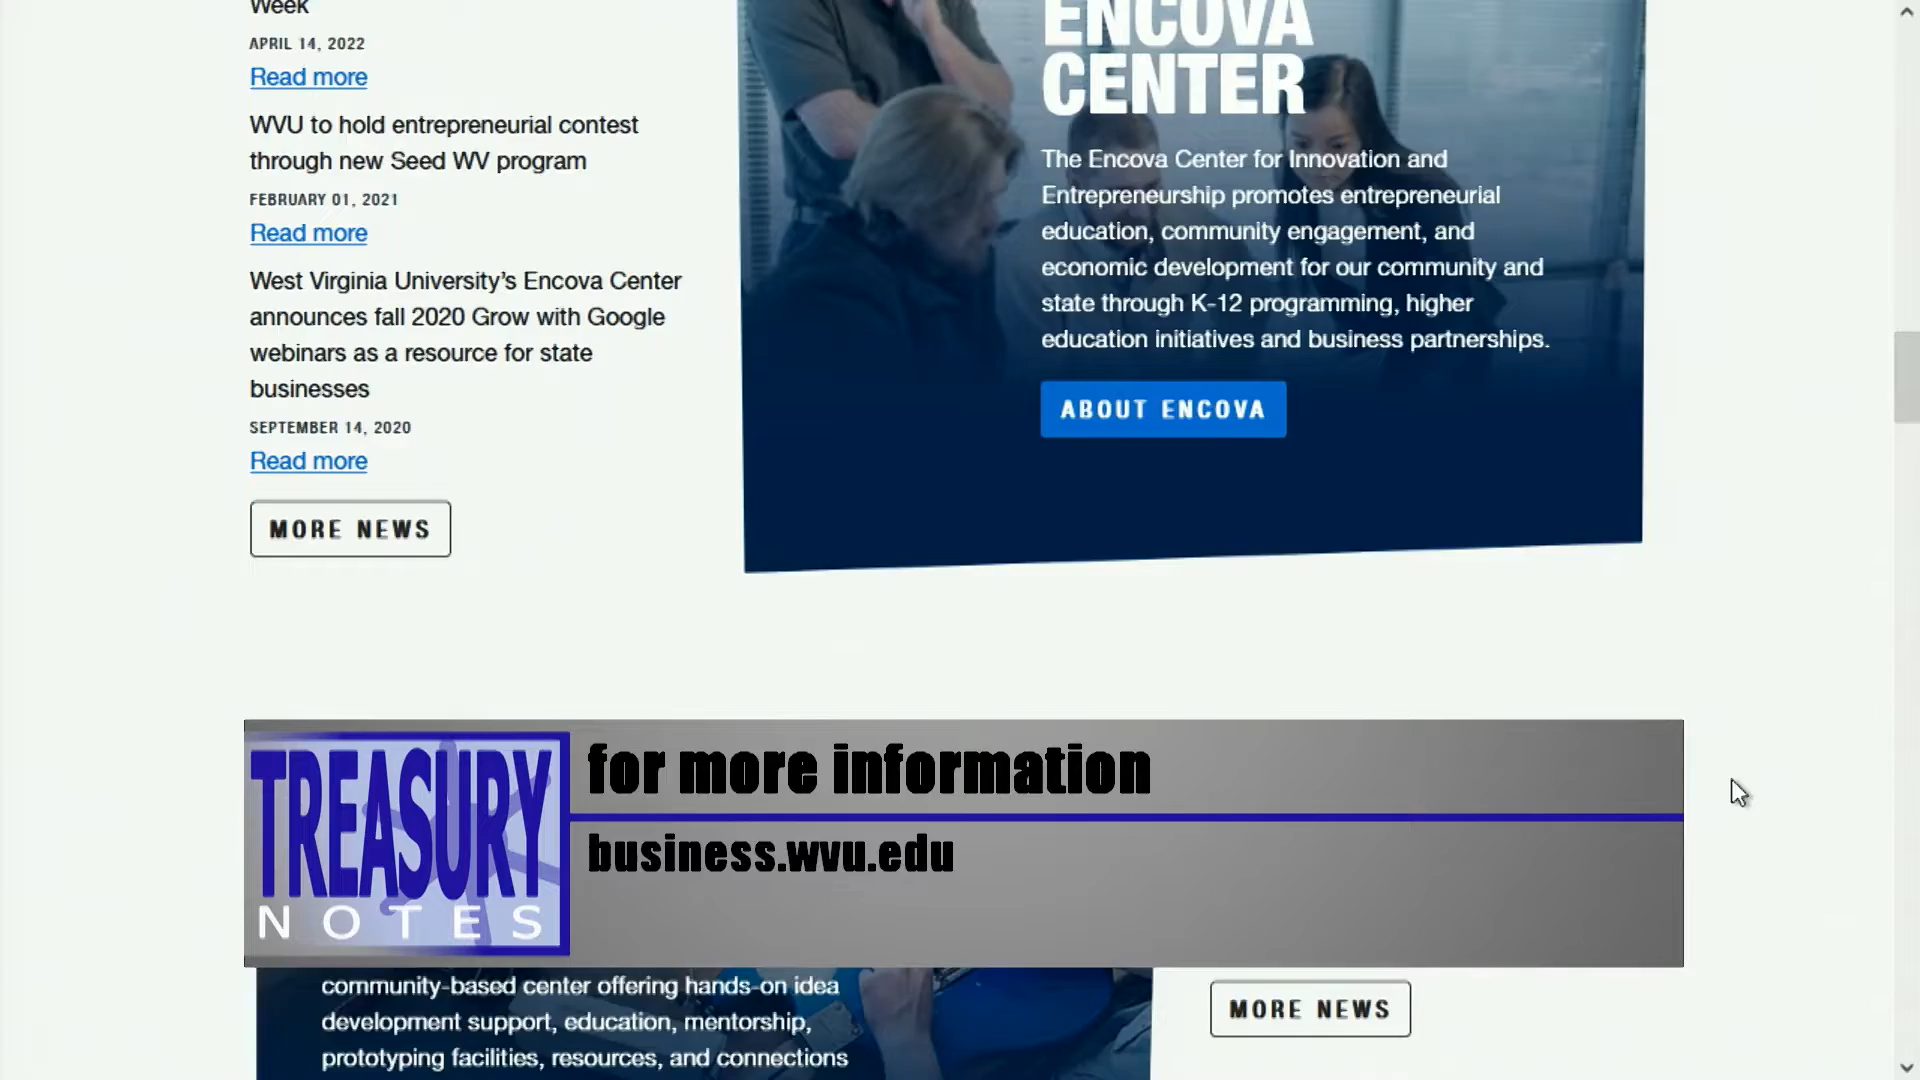 Week
APRIL 14, 2022
Read more
WVU to hold entrepreneurial contest
through new Seed WV program
FEBRUARY 01, 2021
Read more
West Virginia University's Encova Center
announces fall 2020 Grow with Google
webinars as a resource for state
businesses
SEPTEMBER 14, 2020
Read more
MORE NEWS
ENCOVA
CENTER
The Encova Center for Innovation and
Entrepreneurship promotes entrepreneurial
education, community engagement, and
economic development for our community and
state through K-12 programming, higher
education initiatives and business partnerships.
ABOUT ENCOVA
TREASURY
NOTES
for more information
business.wvu.edu
community-based center offering hands-on idea
development support, education, mentorship,
prototyping facilities, resources, and connections
MORE NEWS